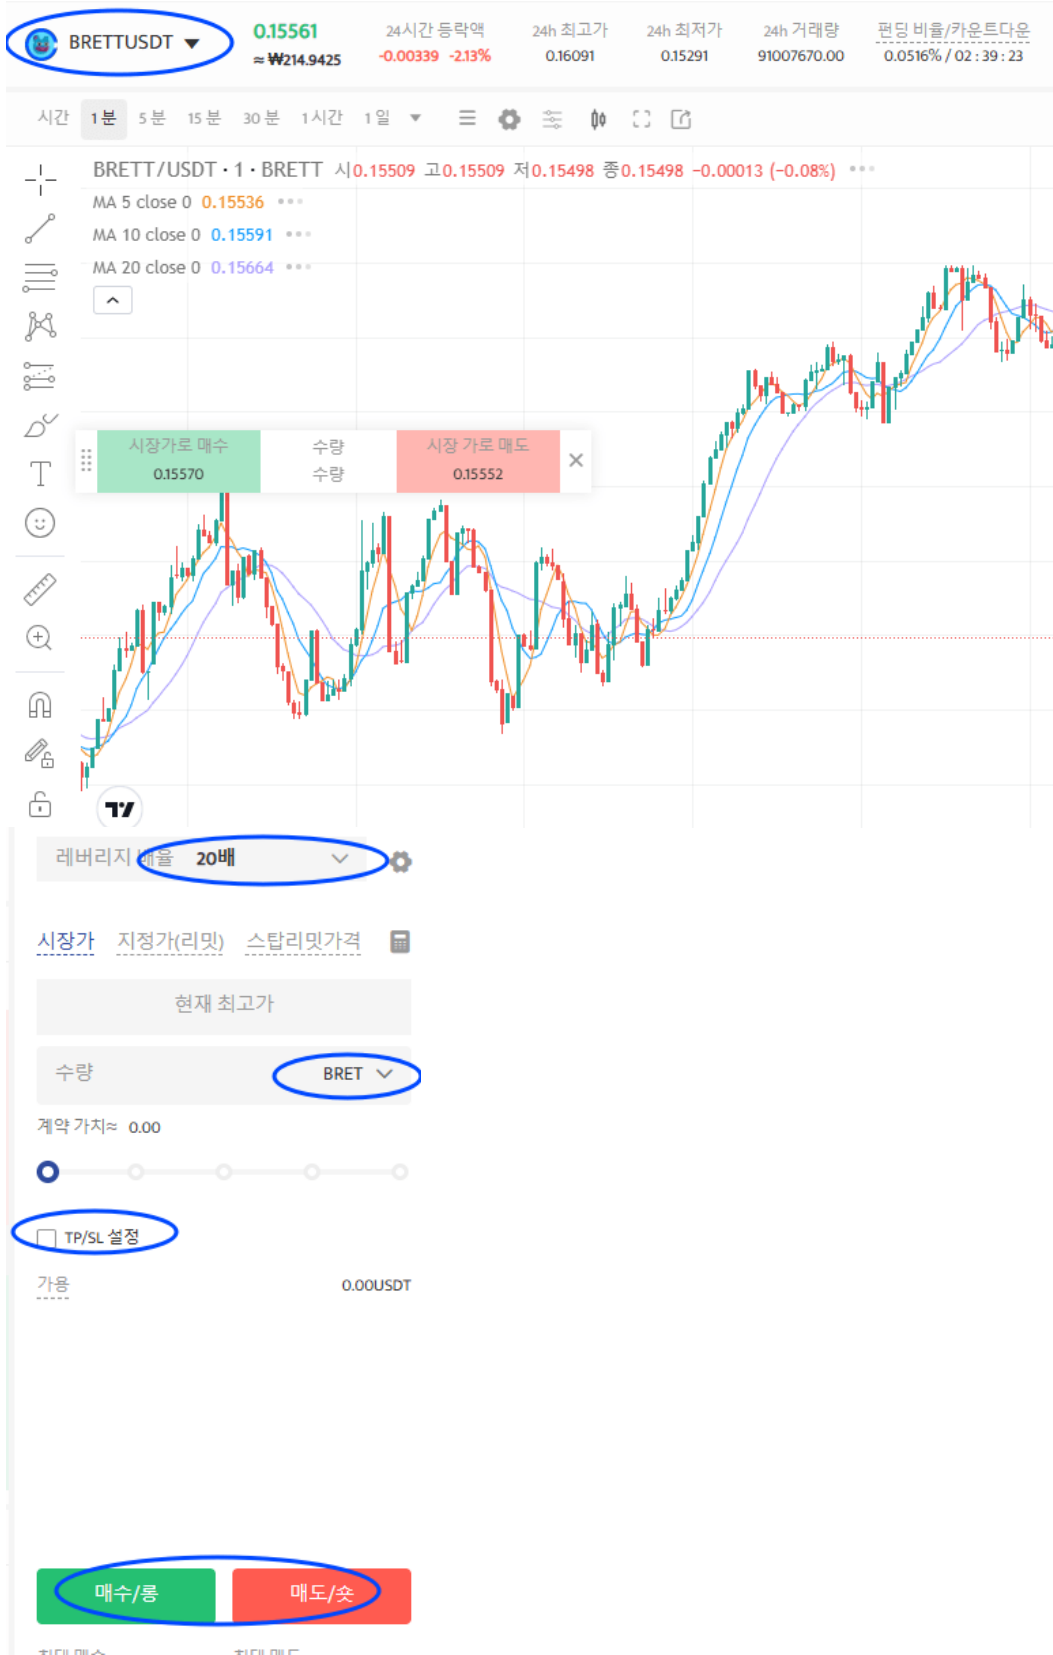 BRETTUSDT
0.15561
≈ ₩214.9425
24시간 등락액
-0.00339 -2.13%
24h 최고가
0.16091
24h 최저가
0.15291
24h 거래량
91007670.00
펀딩 비율/카운트다운
0.0516% / 02 : 39 : 23
시간 1분 5분 15분 30분 1시간 1일
BRETT/USDT · 1 · BRETT 시0.15509 고0.15509 저0.15498 종0.15498 −0.00013 (−0.08%)
MA 5 close 0 0.15536
MA 10 close 0 0.15591
MA 20 close 0 0.15664
시장가로 매수
0.15570
수량
수량
시장 가로 매도
0.15552
레버리지 배율 20배
시장가 지정가(리밋) 스탑리밋가격
현재 최고가
수량 BRET
계약 가치≈ 0.00
TP/SL 설정
가용 0.00USDT
매수/롱 매도/숏